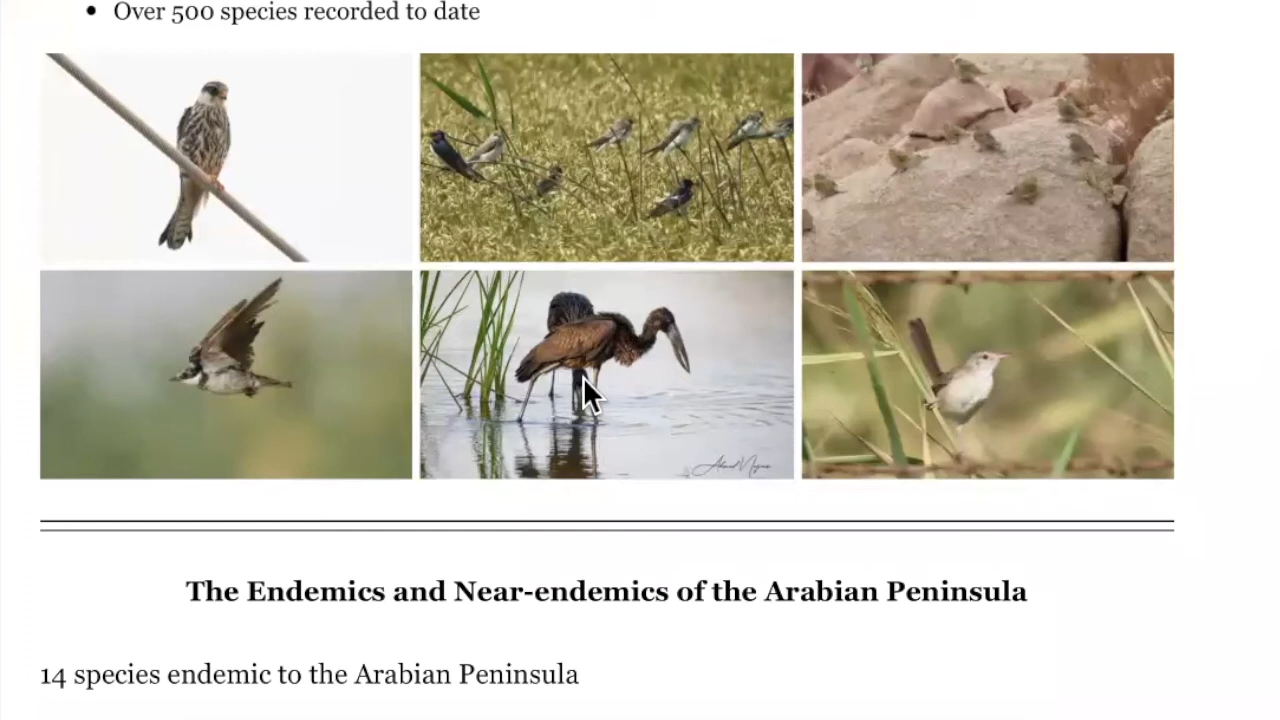 • Over 500 species recorded to date
The Endemics and Near-endemics of the Arabian Peninsula
14 species endemic to the Arabian Peninsula